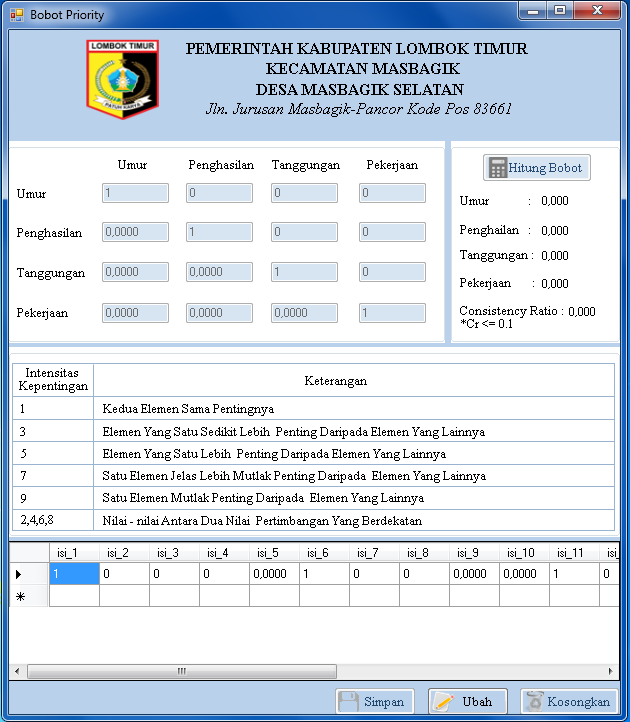 Bobot Priority
LOMBOK TIMUR
PATUH KARYA
PEMERINTAH KABUPATEN LOMBOK TIMUR
KECAMATAN MASBAGIK
DESA MASBAGIK SELATAN
Jln. Jurusan Masbagik-Pancor Kode Pos 83661
Umur Penghasilan Tanggungan Pekerjaan
Umur 1 0 0 0
Penghasilan 0,0000 1 0 0
Tanggungan 0,0000 0,0000 1 0
Pekerjaan 0,0000 0,0000 0,0000 1
Hitung Bobot
Umur : 0,000
Penghailan : 0,000
Tanggungan : 0,000
Pekerjaan : 0,000
Consistency Ratio : 0,000
*Cr <= 0.1
Intensitas Kepentingan Keterangan
1 Kedua Elemen Sama Pentingnya
3 Elemen Yang Satu Sedikit Lebih Penting Daripada Elemen Yang Lainnya
5 Elemen Yang Satu Lebih Penting Daripada Elemen Yang Lainnya
7 Satu Elemen Jelas Lebih Mutlak Penting Daripada Elemen Yang Lainnya
9 Satu Elemen Mutlak Penting Daripada Elemen Yang Lainnya
2,4,6,8 Nilai - nilai Antara Dua Nilai Pertimbangan Yang Berdekatan
isi_1 isi_2 isi_3 isi_4 isi_5 isi_6 isi_7 isi_8 isi_9 isi_10 isi_11 isi_
1 0 0 0 0,0000 1 0 0 0,0000 0,0000 1 0
Simpan Ubah Kosongkan